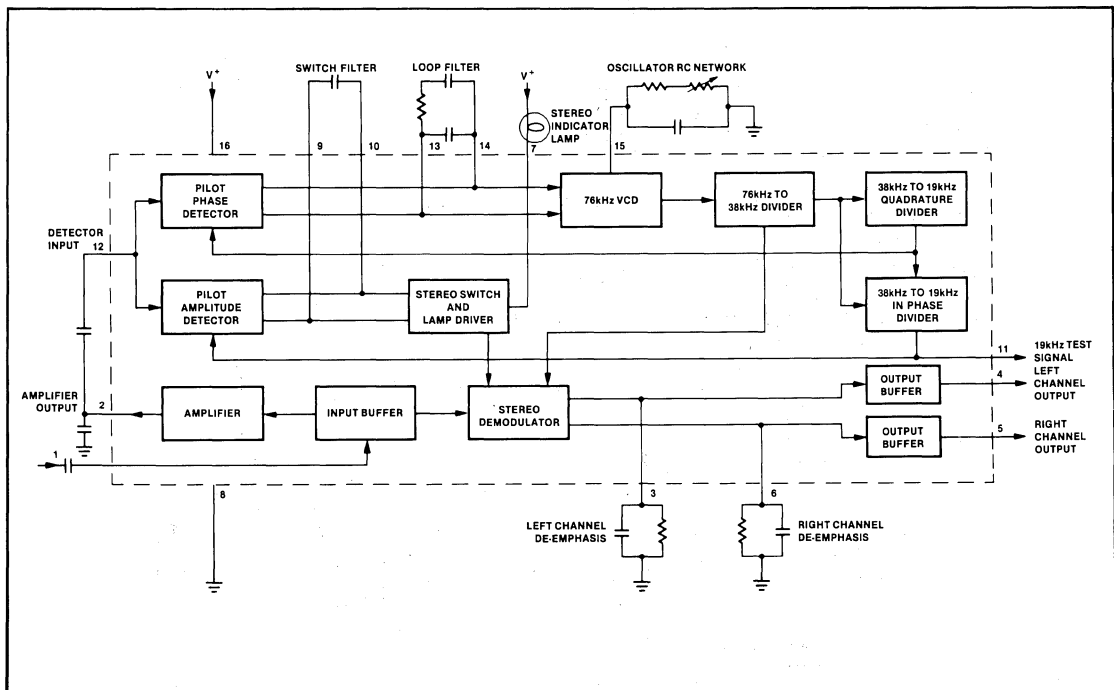 SWITCH FILTER
LOOP FILTER
OSCILLATOR RC NETWORK
V+
V+
STEREO
INDICATOR
LAMP
16
9
10
13
14
7
15
PILOT
PHASE
DETECTOR
76kHz VCD
76kHz TO
38kHz DIVIDER
38kHz TO 19kHz
QUADRATURE
DIVIDER
DETECTOR
INPUT
12
PILOT
AMPLITUDE
DETECTOR
STEREO SWITCH
AND
LAMP DRIVER
38kHz TO 19kHz
IN PHASE
DIVIDER
11
19kHz TEST
SIGNAL
AMPLIFIER
OUTPUT
2
AMPLIFIER
INPUT BUFFER
STEREO
DEMODULATOR
OUTPUT
BUFFER
4
LEFT
CHANNEL
OUTPUT
OUTPUT
BUFFER
5
RIGHT
CHANNEL
OUTPUT
1
8
3
6
LEFT CHANNEL
DE-EMPHASIS
RIGHT CHANNEL
DE-EMPHASIS